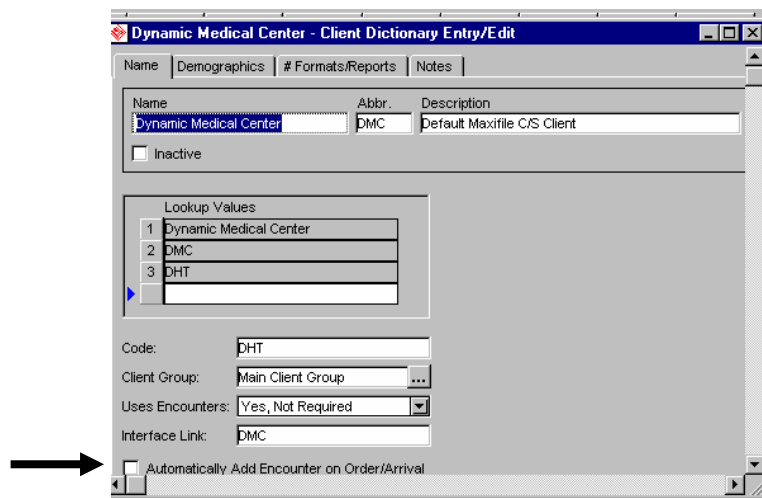 Dynamic Medical Center - Client Dictionary Entry/Edit
Name Demographics # Formats/Reports Notes
Name Abbr. Description
Dynamic Medical Center DMC Default Maxifile C/S Client
Inactive
Lookup Values
1 Dynamic Medical Center
2 DMC
3 DHT
Code: DHT
Client Group: Main Client Group ...
Uses Encounters: Yes, Not Required
Interface Link: DMC
Automatically Add Encounter on Order/Arrival